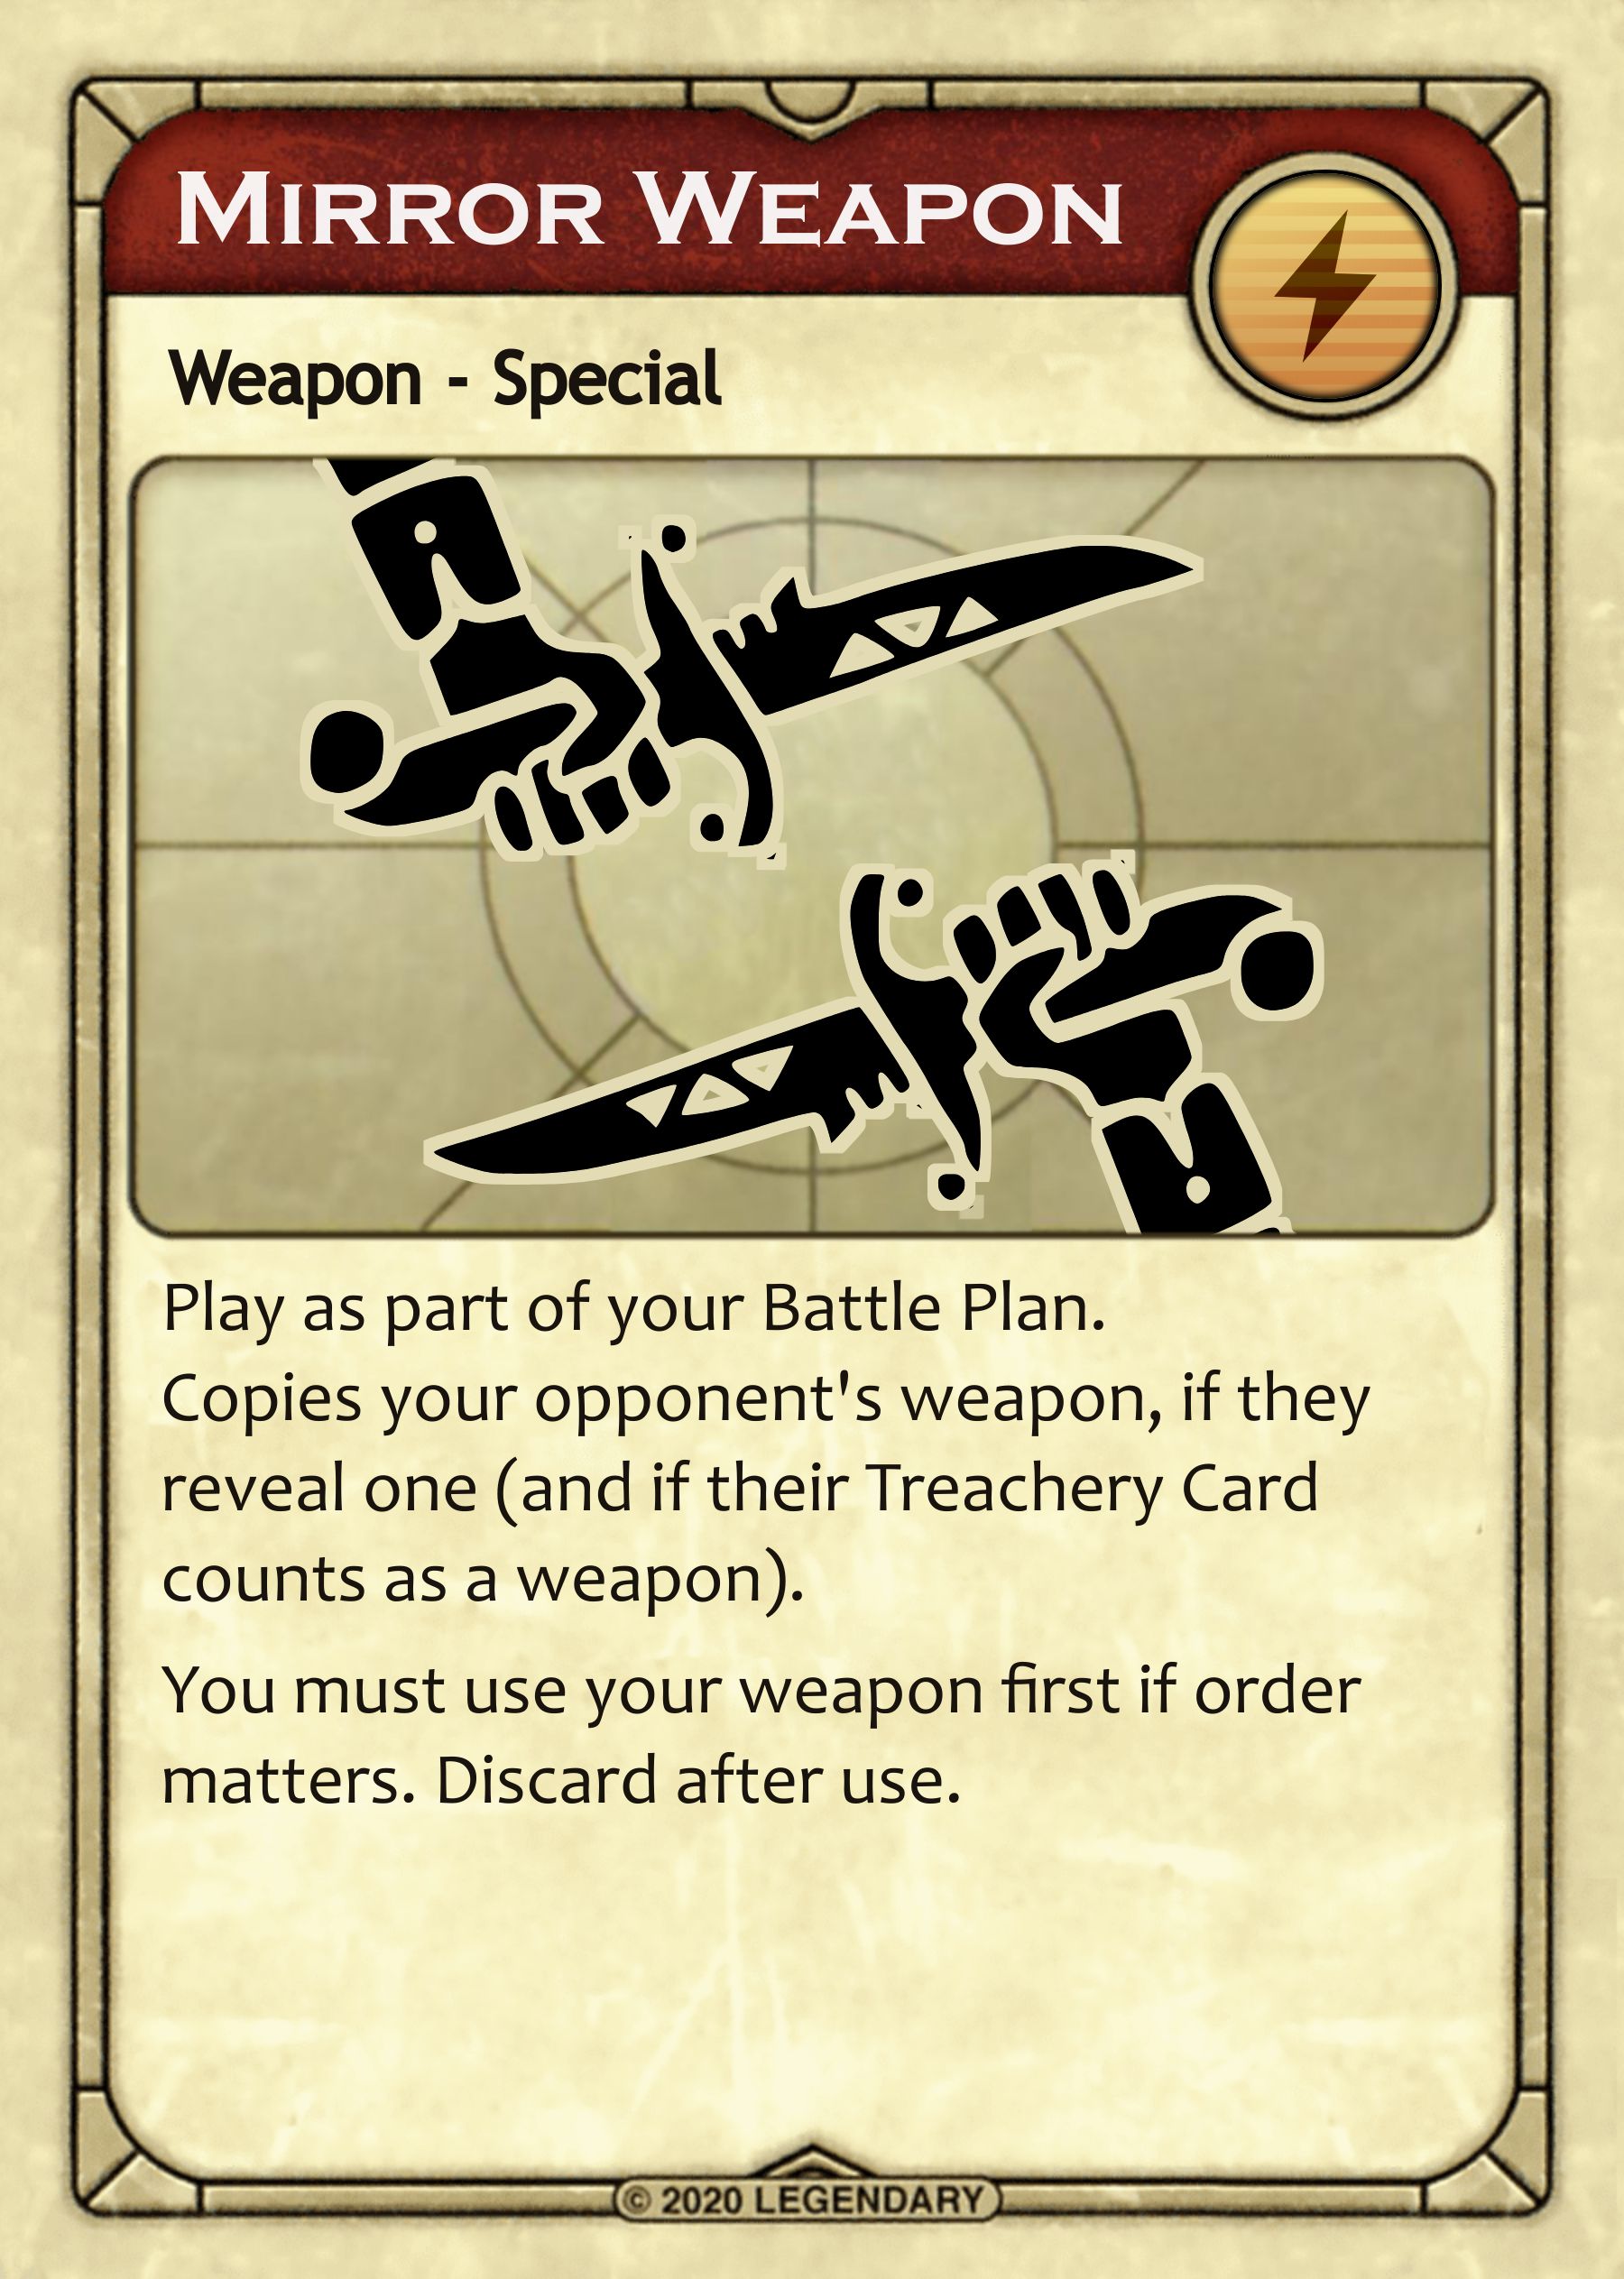 MIRROR WEAPON
Weapon - Special
Play as part of your Battle Plan.
Copies your opponent's weapon, if they
reveal one (and if their Treachery Card
counts as a weapon).
You must use your weapon first if order
matters. Discard after use.
© 2020 LEGENDARY